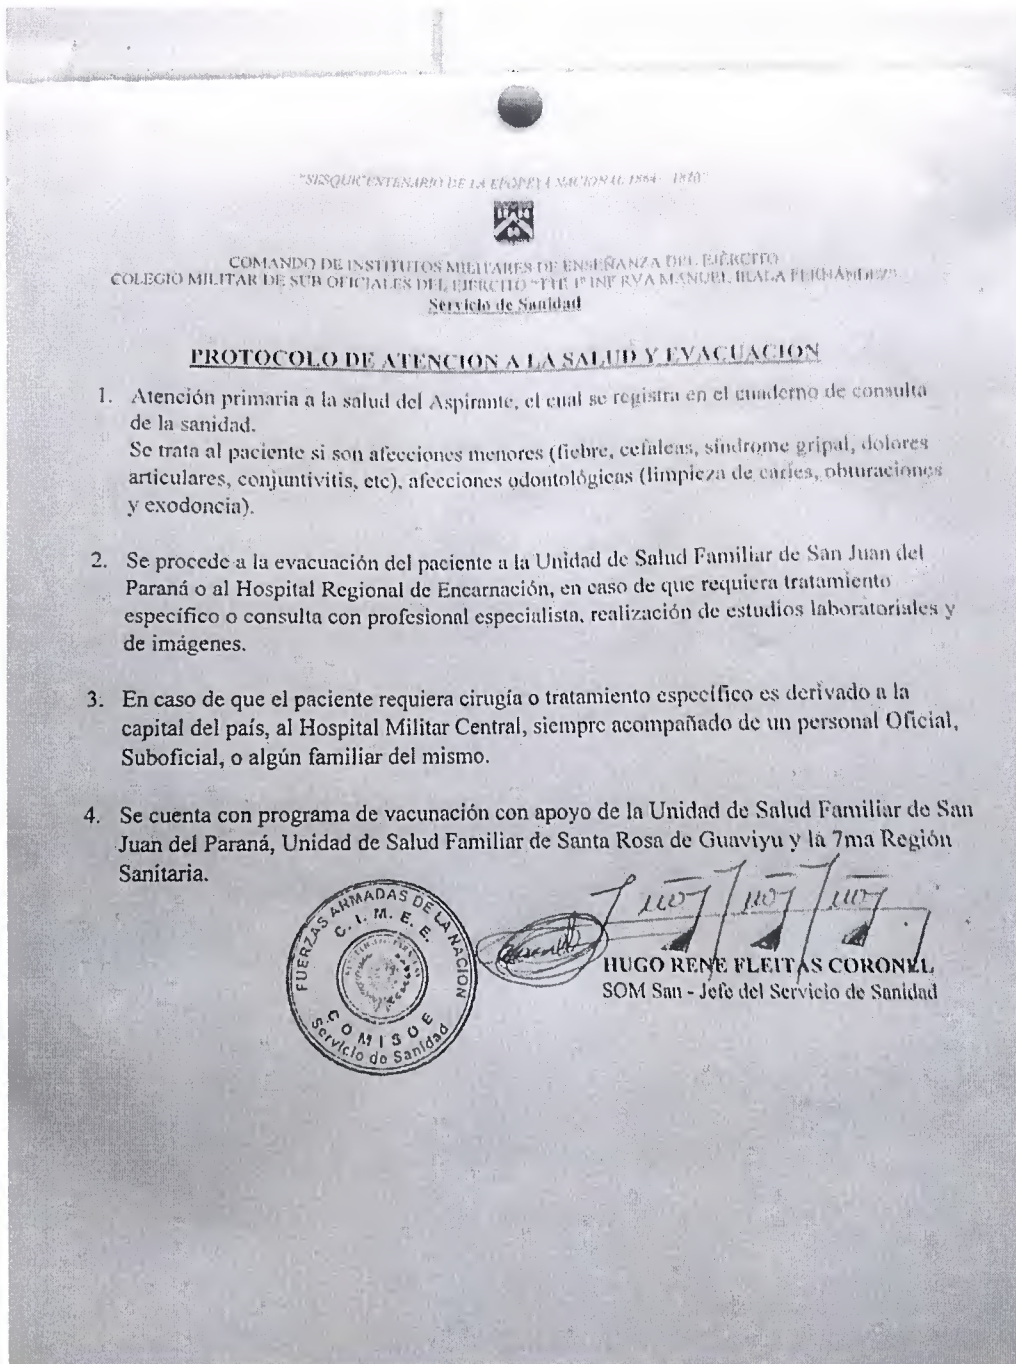 "SESQUICENTENARIO DE LA EPOPEYA NACIONAL 1864 - 1870"
COMANDO DE INSTITUTOS MILITARES DE ENSEÑANZA DEL EJÉRCITO
COLEGIO MILITAR DE SUB OFICIALES DEL EJERCITO "TTE 1º INF RVA MANUEL IRALA FERNÁNDEZ"
Servicio de Sanidad
PROTOCOLO DE ATENCION A LA SALUD Y EVACUACION
1. Atención primaria a la salud del Aspirante, el cual se registra en el cuaderno de consulta
de la sanidad.
Se trata al paciente si son afecciones menores (fiebre, cefaleas, síndrome gripal, dolores
articulares, conjuntivitis, etc), afecciones odontológicas (limpieza de caries, obturaciones
y exodoncia).
2. Se procede a la evacuación del paciente a la Unidad de Salud Familiar de San Juan del
Paraná o al Hospital Regional de Encarnación, en caso de que requiera tratamiento
específico o consulta con profesional especialista, realización de estudios laboratoriales y
de imágenes.
3. En caso de que el paciente requiera cirugía o tratamiento específico es derivado a la
capital del país, al Hospital Militar Central, siempre acompañado de un personal Oficial,
Suboficial, o algún familiar del mismo.
4. Se cuenta con programa de vacunación con apoyo de la Unidad de Salud Familiar de San
Juan del Paraná, Unidad de Salud Familiar de Santa Rosa de Guaviyu y la 7ma Región
Sanitaria.
FUERZAS ARMADAS DE LA NACION
C. I. M. E. E.
COMISOE
Servicio de Sanidad
HUGO RENE FLEITAS CORONEL
SOM San - Jefe del Servicio de Sanidad